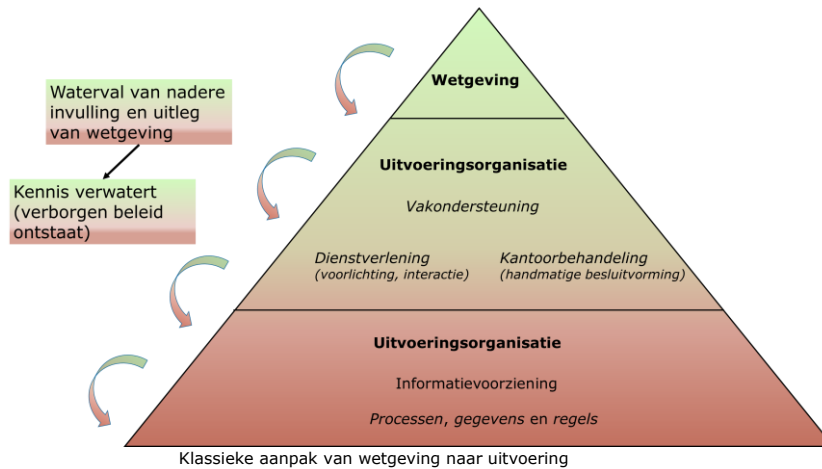 Wetgeving
Waterval van nadere
invulling en uitleg
van wetgeving
Kennis verwatert
(verborgen beleid
ontstaat)
Uitvoeringsorganisatie
Vakondersteuning
Dienstverlening
(voorlichting, interactie)
Kantoorbehandeling
(handmatige besluitvorming)
Uitvoeringsorganisatie
Informatievoorziening
Processen, gegevens en regels
Klassieke aanpak van wetgeving naar uitvoering